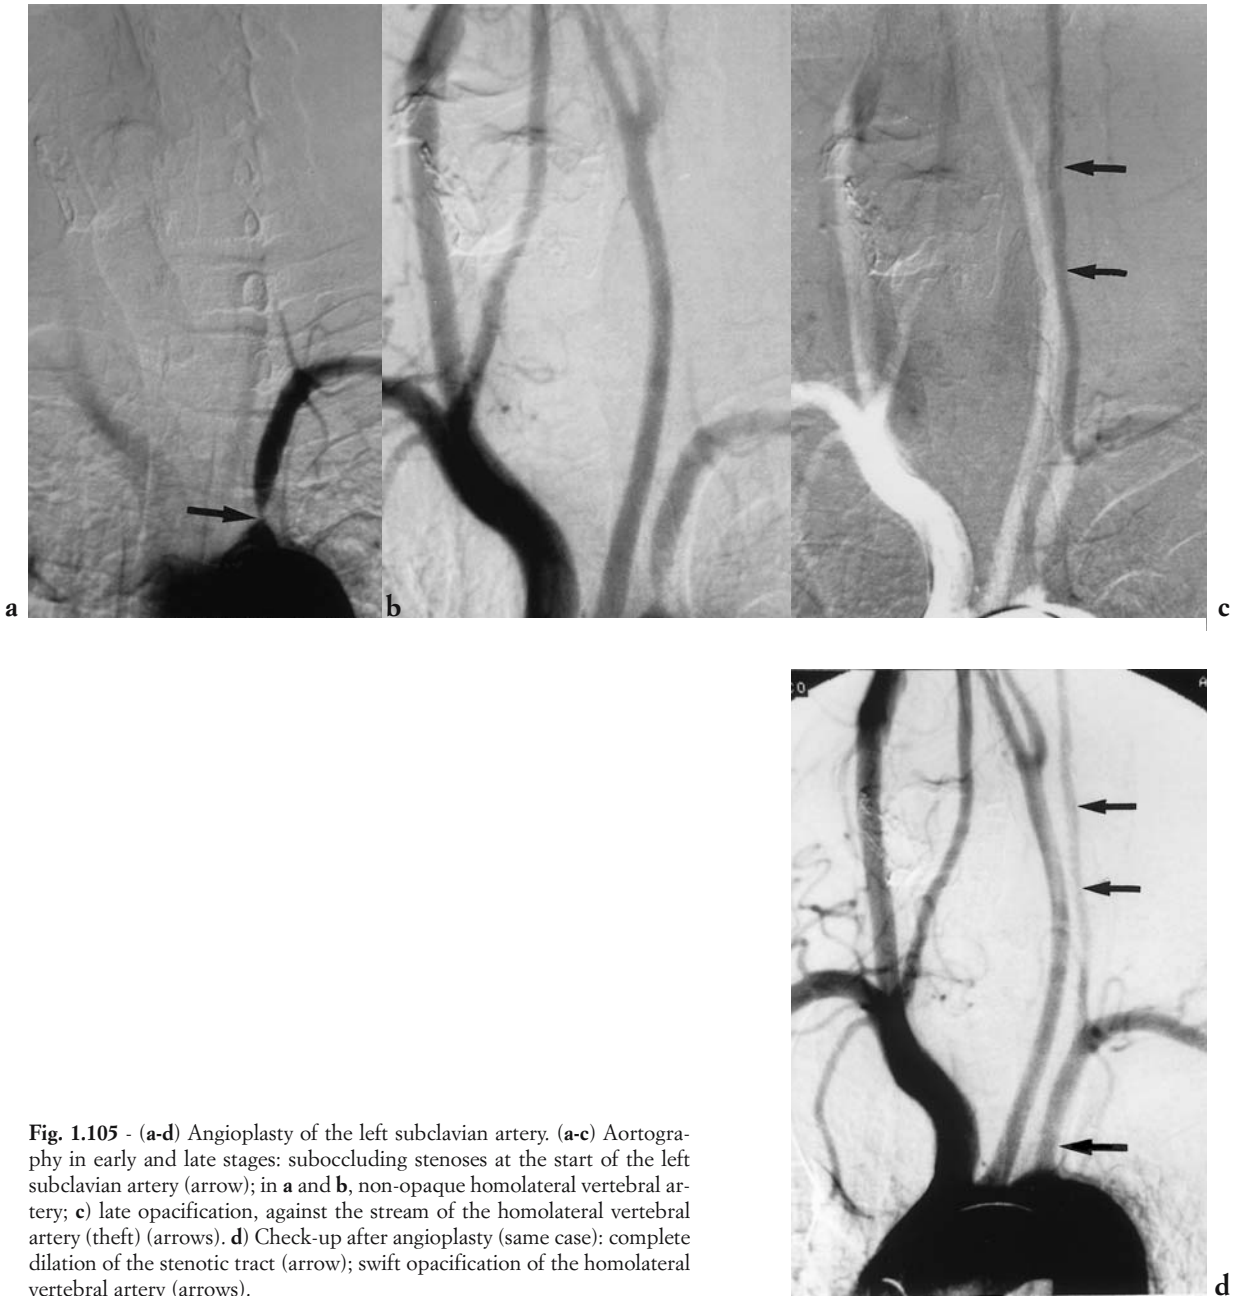 a
b
c
CO
A
d
Fig. 1.105 - (a-d) Angioplasty of the left subclavian artery. (a-c) Aortogra-
phy in early and late stages: suboccluding stenoses at the start of the left
subclavian artery (arrow); in a and b, non-opaque homolateral vertebral ar-
tery; c) late opacification, against the stream of the homolateral vertebral
artery (theft) (arrows). d) Check-up after angioplasty (same case): complete
dilation of the stenotic tract (arrow); swift opacification of the homolateral
vertebral artery (arrows).